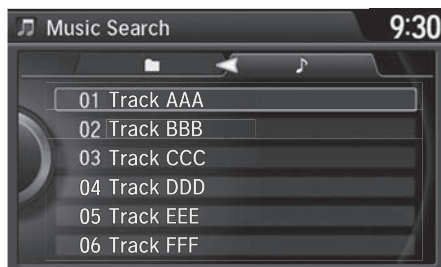 Music Search
9:30
01 Track AAA
02 Track BBB
03 Track CCC
04 Track DDD
05 Track EEE
06 Track FFF